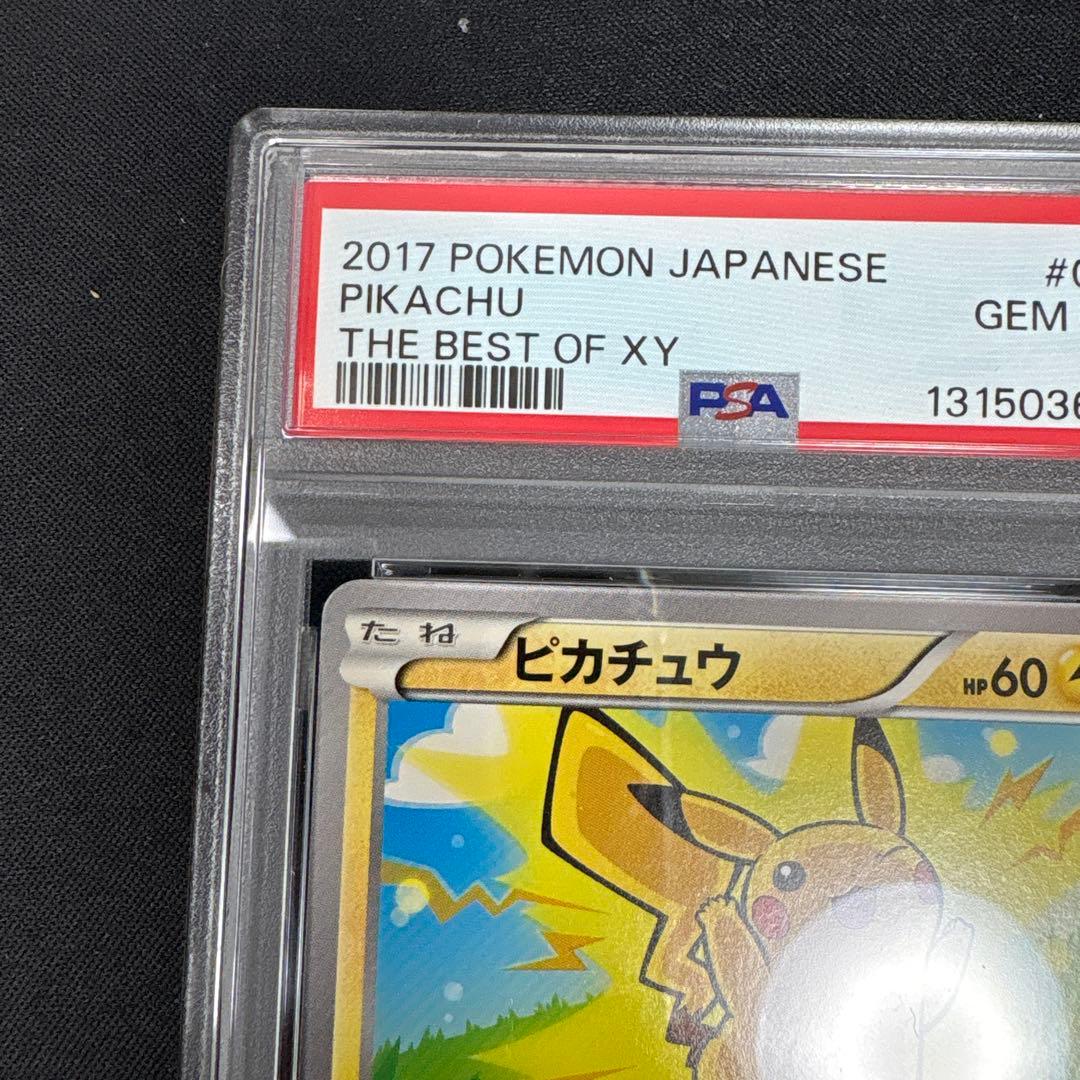 2017 POKEMON JAPANESE
PIKACHU
THE BEST OF XY
GEM
PSA
たね
ピカチュウ
HP60